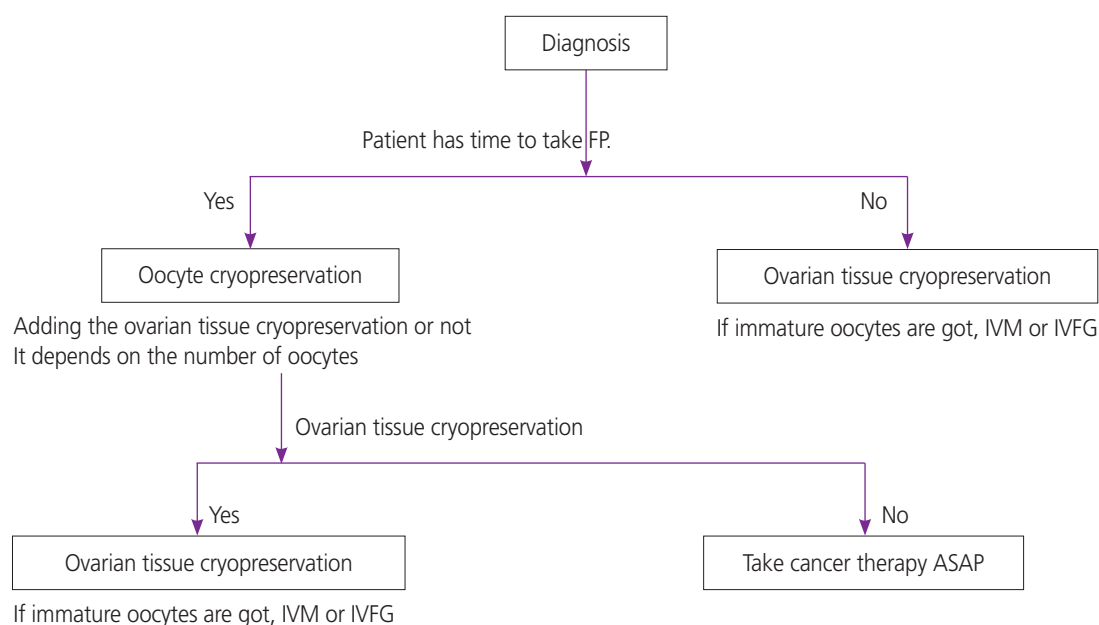 Diagnosis
Patient has time to take FP.
Yes
No
Oocyte cryopreservation
Ovarian tissue cryopreservation
Adding the ovarian tissue cryopreservation or not
It depends on the number of oocytes
If immature oocytes are got, IVM or IVFG
Ovarian tissue cryopreservation
Yes
No
Ovarian tissue cryopreservation
Take cancer therapy ASAP
If immature oocytes are got, IVM or IVFG